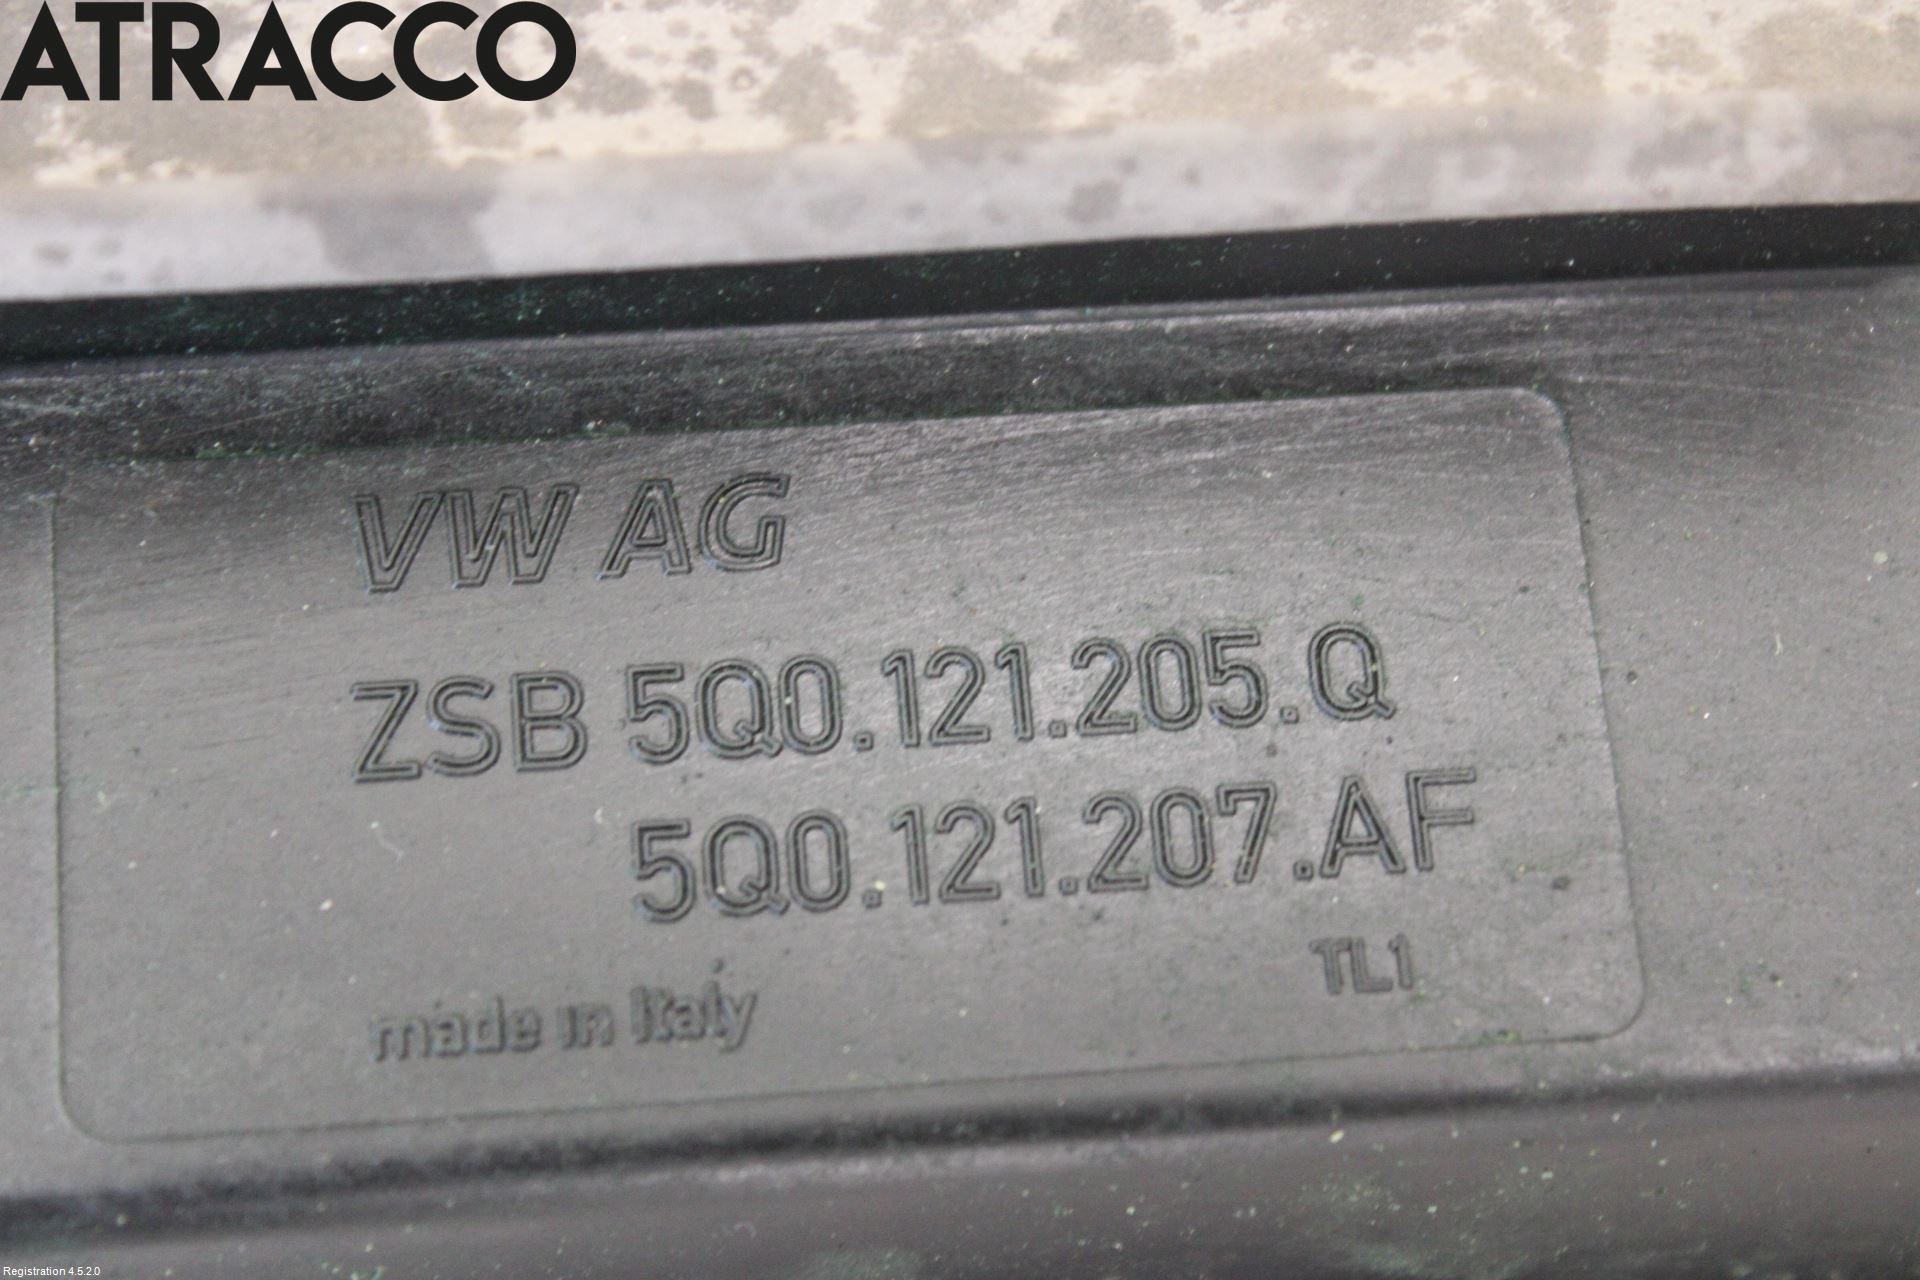 ATRACCO
VW AG
ZSB 5Q0.121.205.Q
5Q0.121.207.AF
TL1
made in Italy
Registration 4.5.2.0